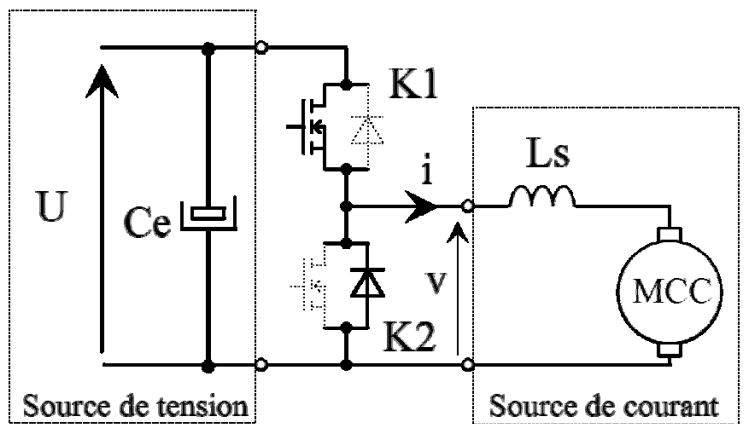 K1
Ls
i
U
Ce
v
MCC
K2
Source de tension
Source de courant